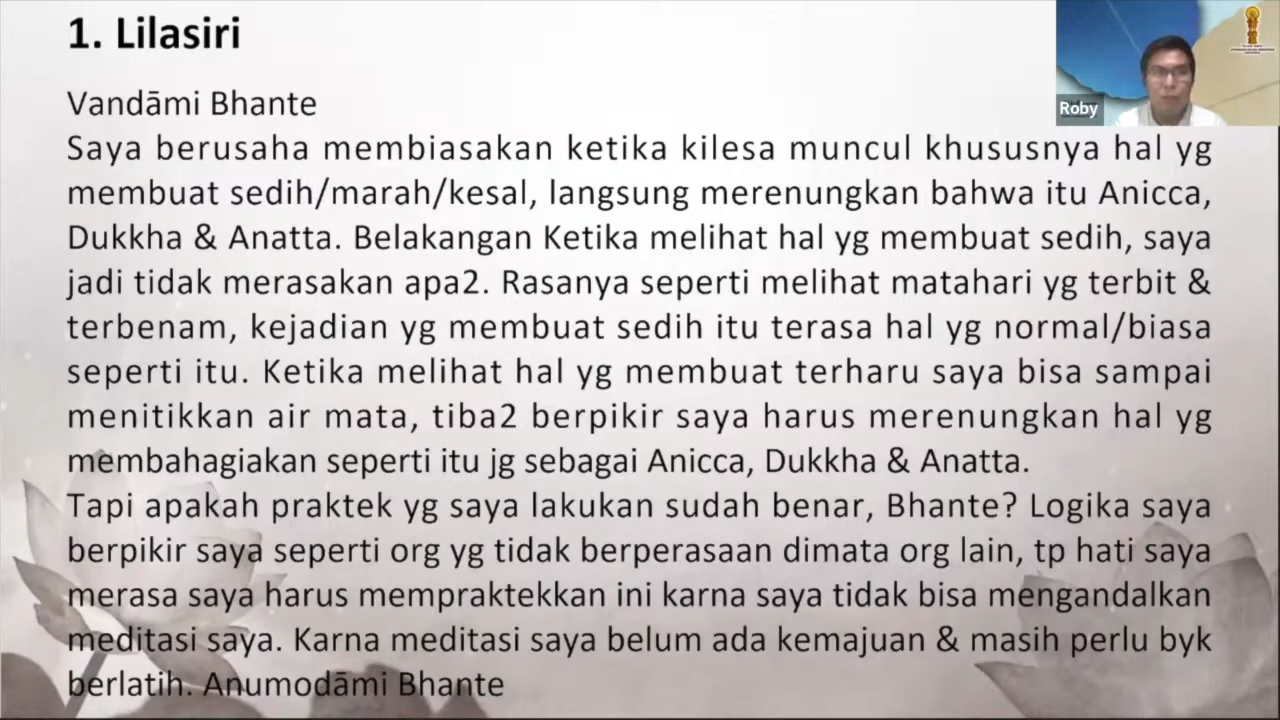 1. Lilasiri
Vandāmi Bhante
Saya berusaha membiasakan ketika kilesa muncul khususnya hal yg
membuat sedih/marah/kesal, langsung merenungkan bahwa itu Anicca,
Dukkha & Anatta. Belakangan Ketika melihat hal yg membuat sedih, saya
jadi tidak merasakan apa2. Rasanya seperti melihat matahari yg terbit &
terbenam, kejadian yg membuat sedih itu terasa hal yg normal/biasa
seperti itu. Ketika melihat hal yg membuat terharu saya bisa sampai
menitikkan air mata, tiba2 berpikir saya harus merenungkan hal yg
membahagiakan seperti itu jg sebagai Anicca, Dukkha & Anatta.
Tapi apakah praktek yg saya lakukan sudah benar, Bhante? Logika saya
berpikir saya seperti org yg tidak berperasaan dimata org lain, tp hati saya
merasa saya harus mempraktekkan ini karna saya tidak bisa mengandalkan
meditasi saya. Karna meditasi saya belum ada kemajuan & masih perlu byk
berlatih. Anumodāmi Bhante
Roby